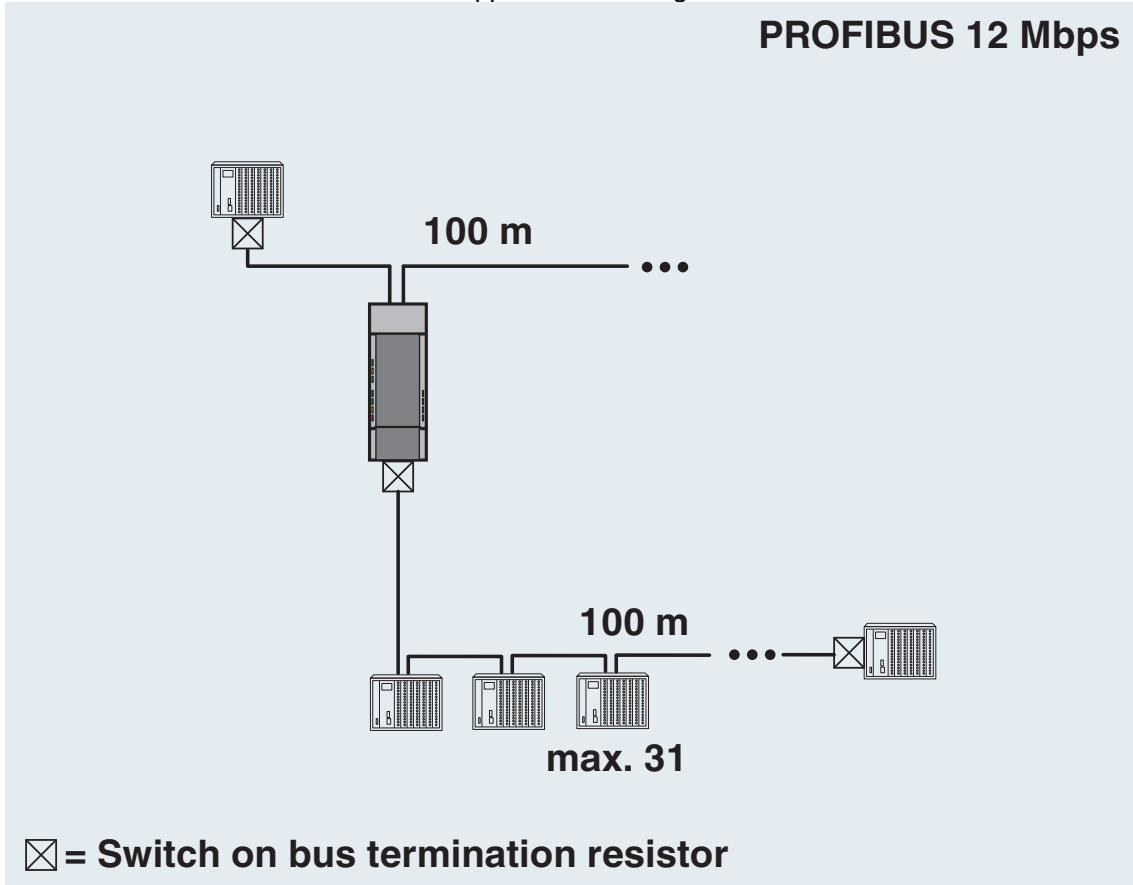 PROFIBUS 12 Mbps
100 m
100 m
max. 31
= Switch on bus termination resistor